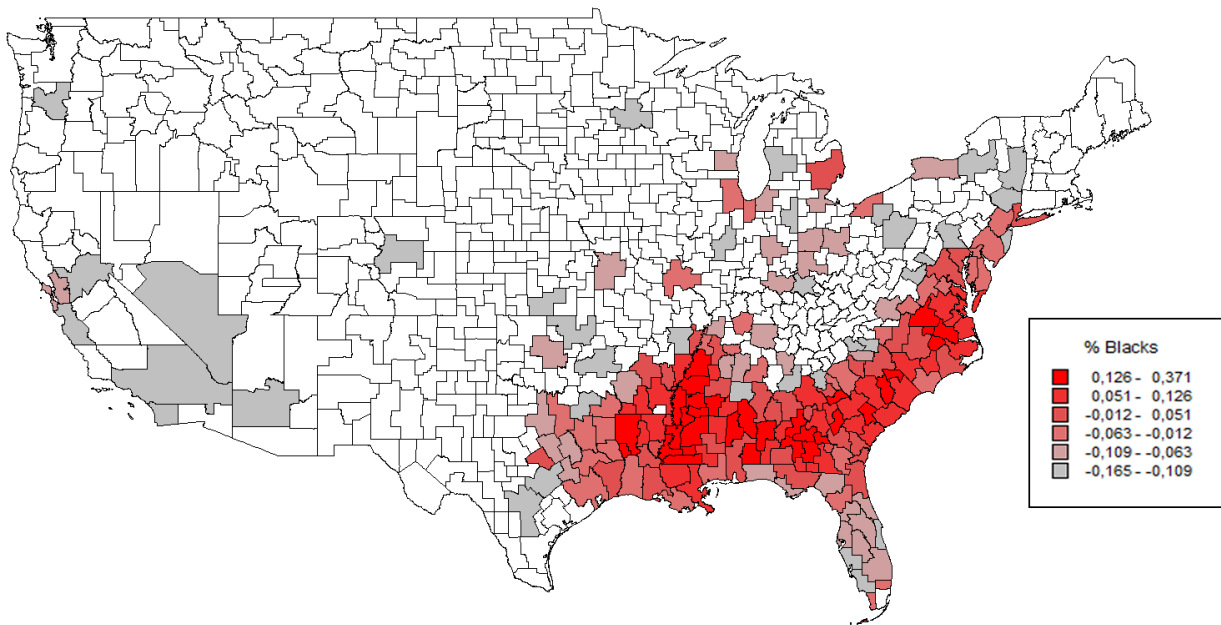 % Blacks
0,126 - 0,371
0,051 - 0,126
-0,012 - 0,051
-0,063 - -0,012
-0,109 - -0,063
-0,165 - -0,109